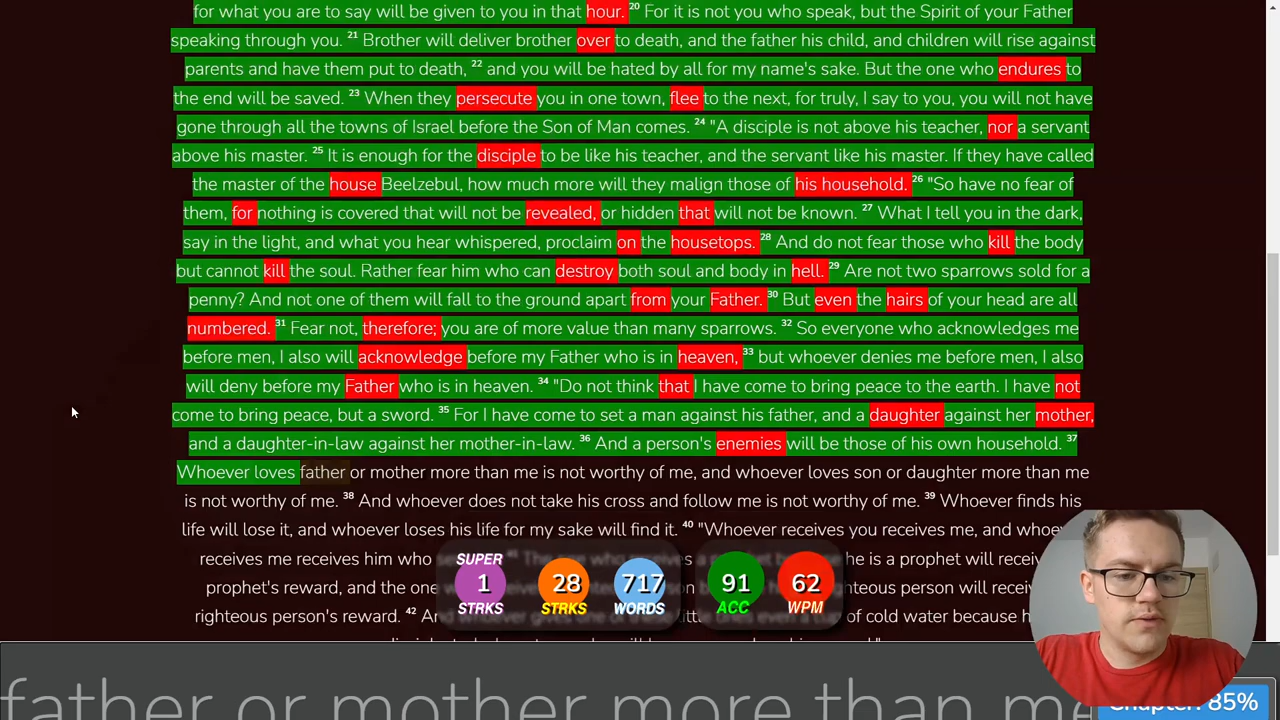 for what you are to say will be given to you in that hour. 20 For it is not you who speak, but the Spirit of your Father
speaking through you. 21 Brother will deliver brother over to death, and the father his child, and children will rise against
parents and have them put to death, 22 and you will be hated by all for my name's sake. But the one who endures to
the end will be saved. 23 When they persecute you in one town, flee to the next, for truly, I say to you, you will not have
gone through all the towns of Israel before the Son of Man comes. 24 "A disciple is not above his teacher, nor a servant
above his master. 25 It is enough for the disciple to be like his teacher, and the servant like his master. If they have called
the master of the house Beelzebul, how much more will they malign those of his household. 26 "So have no fear of
them, for nothing is covered that will not be revealed, or hidden that will not be known. 27 What I tell you in the dark,
say in the light, and what you hear whispered, proclaim on the housetops. 28 And do not fear those who kill the body
but cannot kill the soul. Rather fear him who can destroy both soul and body in hell. 29 Are not two sparrows sold for a
penny? And not one of them will fall to the ground apart from your Father. 30 But even the hairs of your head are all
numbered. 31 Fear not, therefore; you are of more value than many sparrows. 32 So everyone who acknowledges me
before men, I also will acknowledge before my Father who is in heaven, 33 but whoever denies me before men, I also
will deny before my Father who is in heaven. 34 "Do not think that I have come to bring peace to the earth. I have not
come to bring peace, but a sword. 35 For I have come to set a man against his father, and a daughter against her mother,
and a daughter-in-law against her mother-in-law. 36 And a person's enemies will be those of his own household. 37
Whoever loves father or mother more than me is not worthy of me, and whoever loves son or daughter more than me
is not worthy of me. 38 And whoever does not take his cross and follow me is not worthy of me. 39 Whoever finds his
life will lose it, and whoever loses his life for my sake will find it. 40 "Whoever receives you receives me, and
receives me receives him who he is a prophet will
prophet's reward, and the one person will
righteous person's reward. 42 of cold water because
SUPER 1 STRKS
28 STRKS
717 WORDS
91 ACC
62 WPM
father or mother more than me
Chapter: 85%